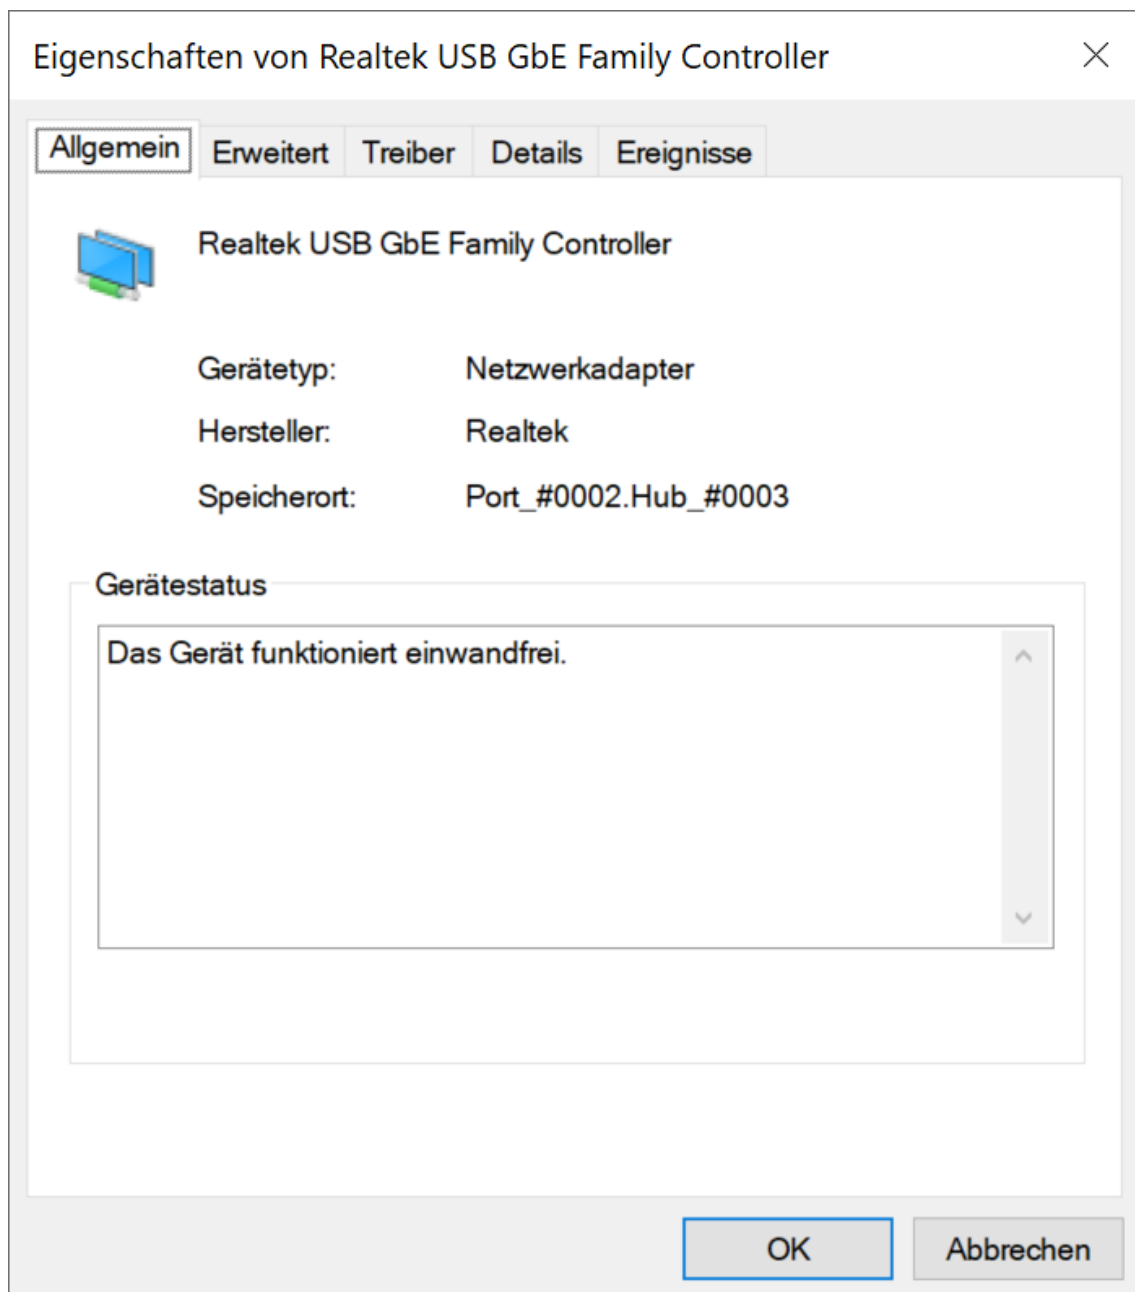 Eigenschaften von Realtek USB GbE Family Controller
Allgemein Erweitert Treiber Details Ereignisse
Realtek USB GbE Family Controller
Gerätetyp: Netzwerkadapter
Hersteller: Realtek
Speicherort: Port_#0002.Hub_#0003
Gerätestatus
Das Gerät funktioniert einwandfrei.
OK Abbrechen